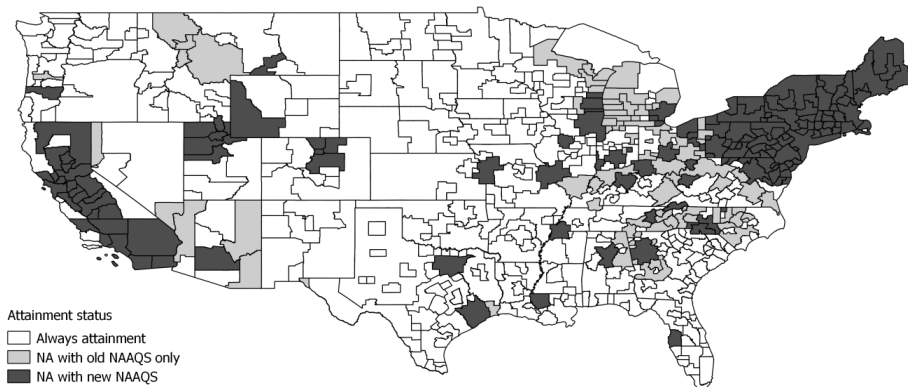 Attainment status
Always attainment
NA with old NAAQS only
NA with new NAAQS